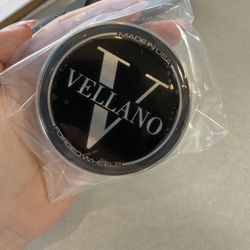 MADE IN USA
V
VELLANO
FORGED WHEELS